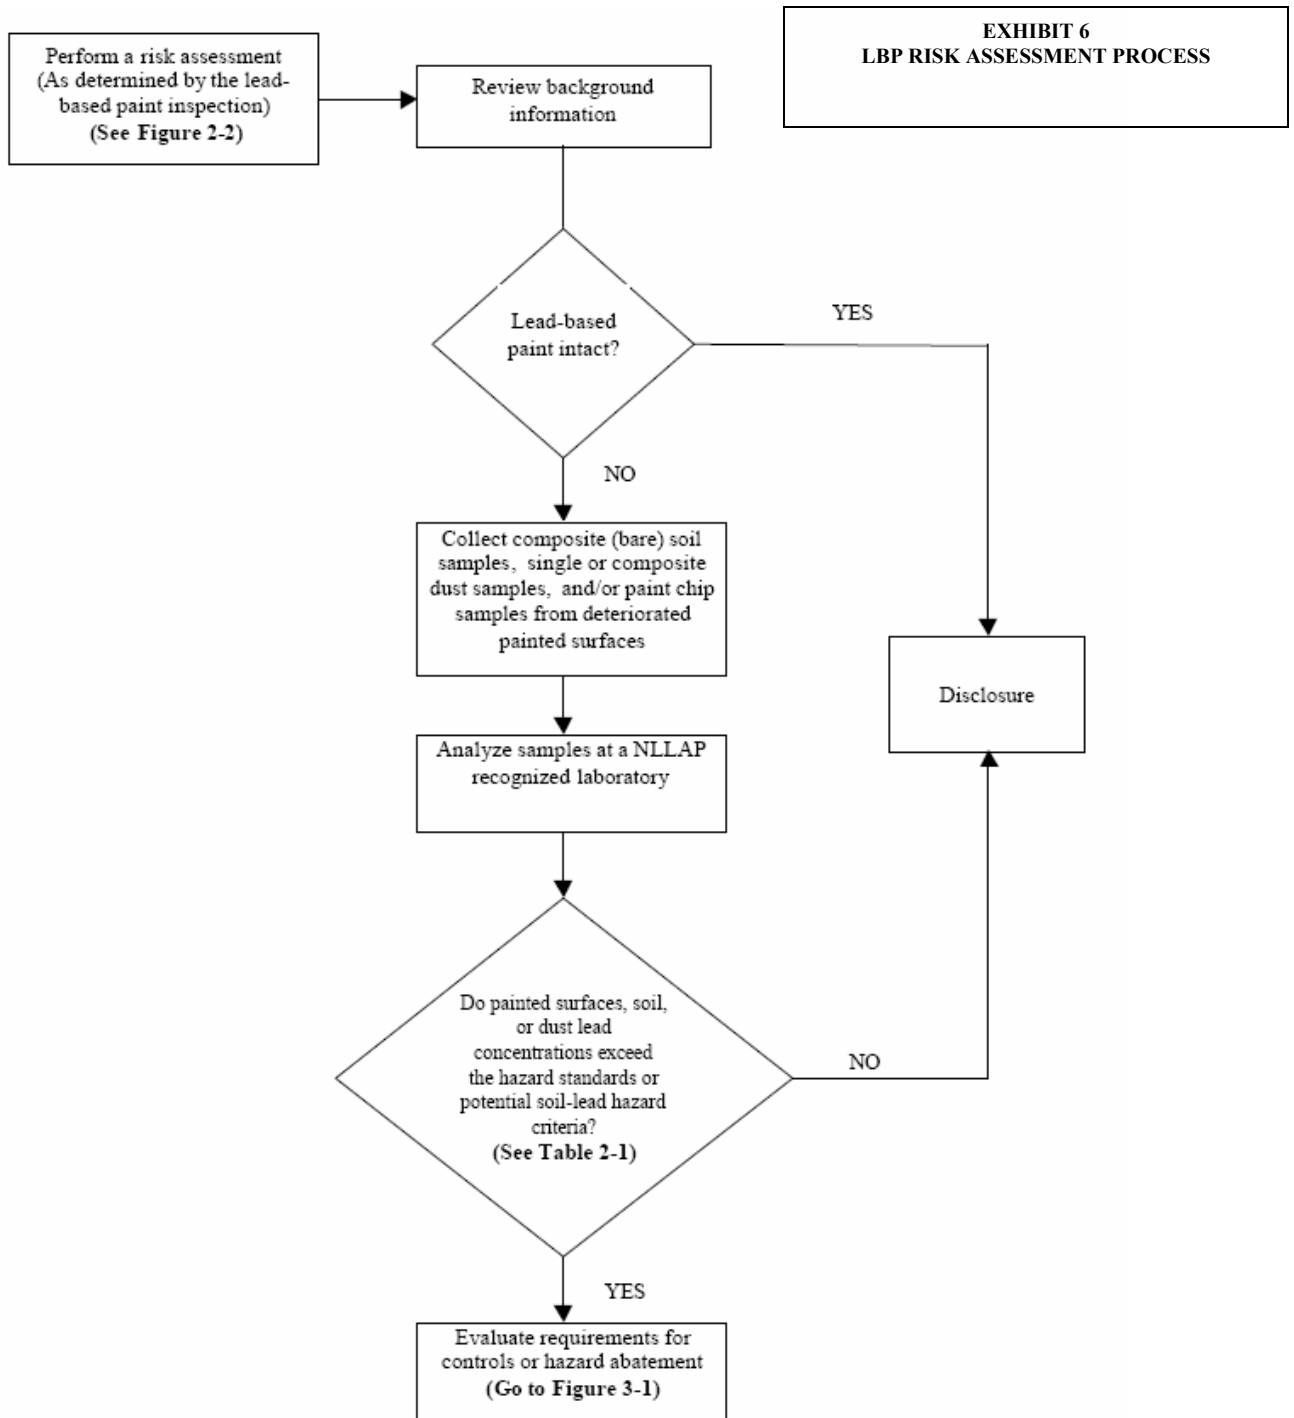 EXHIBIT 6
LBP RISK ASSESSMENT PROCESS
Perform a risk assessment
(As determined by the lead-
based paint inspection)
(See Figure 2-2)
Review background
information
Lead-based
paint intact?
YES
NO
Collect composite (bare) soil
samples, single or composite
dust samples, and/or paint chip
samples from deteriorated
painted surfaces
Disclosure
Analyze samples at a NLLAP
recognized laboratory
Do painted surfaces, soil,
or dust lead
concentrations exceed
the hazard standards or
potential soil-lead hazard
criteria?
(See Table 2-1)
NO
YES
Evaluate requirements for
controls or hazard abatement
(Go to Figure 3-1)